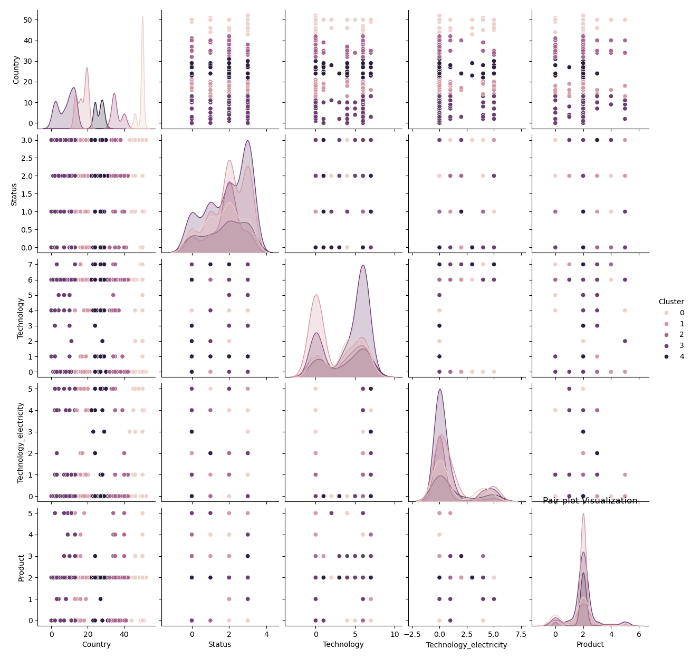 50
40
30
20
10
0
Country
3.0
2.5
2.0
1.5
1.0
0.5
0.0
Status
7
6
5
4
3
2
1
0
Technology
5
4
3
2
1
0
Technology_electricity
5
4
3
2
1
0
Product
Pair plot Visualization
Cluster
0
1
2
3
4
0 20 40
0 2 4
0 5 10
−2.5 0.0 2.5 5.0 7.5
0 2 4 6
Country Status Technology Technology_electricity Product